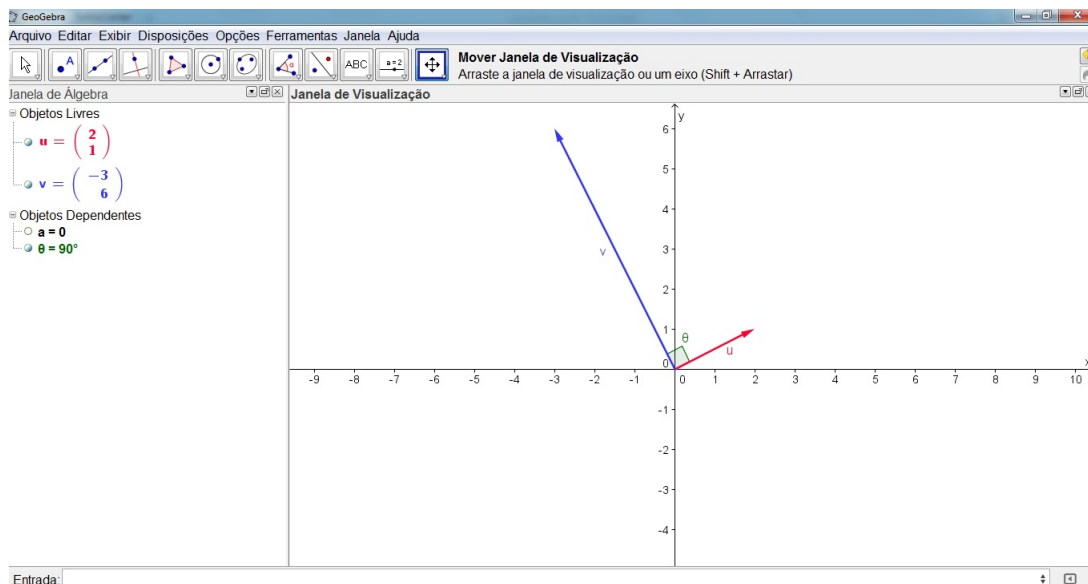 GeoGebra
Arquivo Editar Exibir Disposições Opções Ferramentas Janela Ajuda
A
α
ABC
a=2
Mover Janela de Visualização
Arraste a janela de visualização ou um eixo (Shift + Arrastar)
Janela de Álgebra
Janela de Visualização
Objetos Livres
u = ( 2
1 )
v = ( −3
6 )
Objetos Dependentes
a = 0
θ = 90°
y
6
5
4
3
2
1
0
v
θ
u
-9 -8 -7 -6 -5 -4 -3 -2 -1 0 1 2 3 4 5 6 7 8 9 10
x
-1
-2
-3
-4
Entrada: